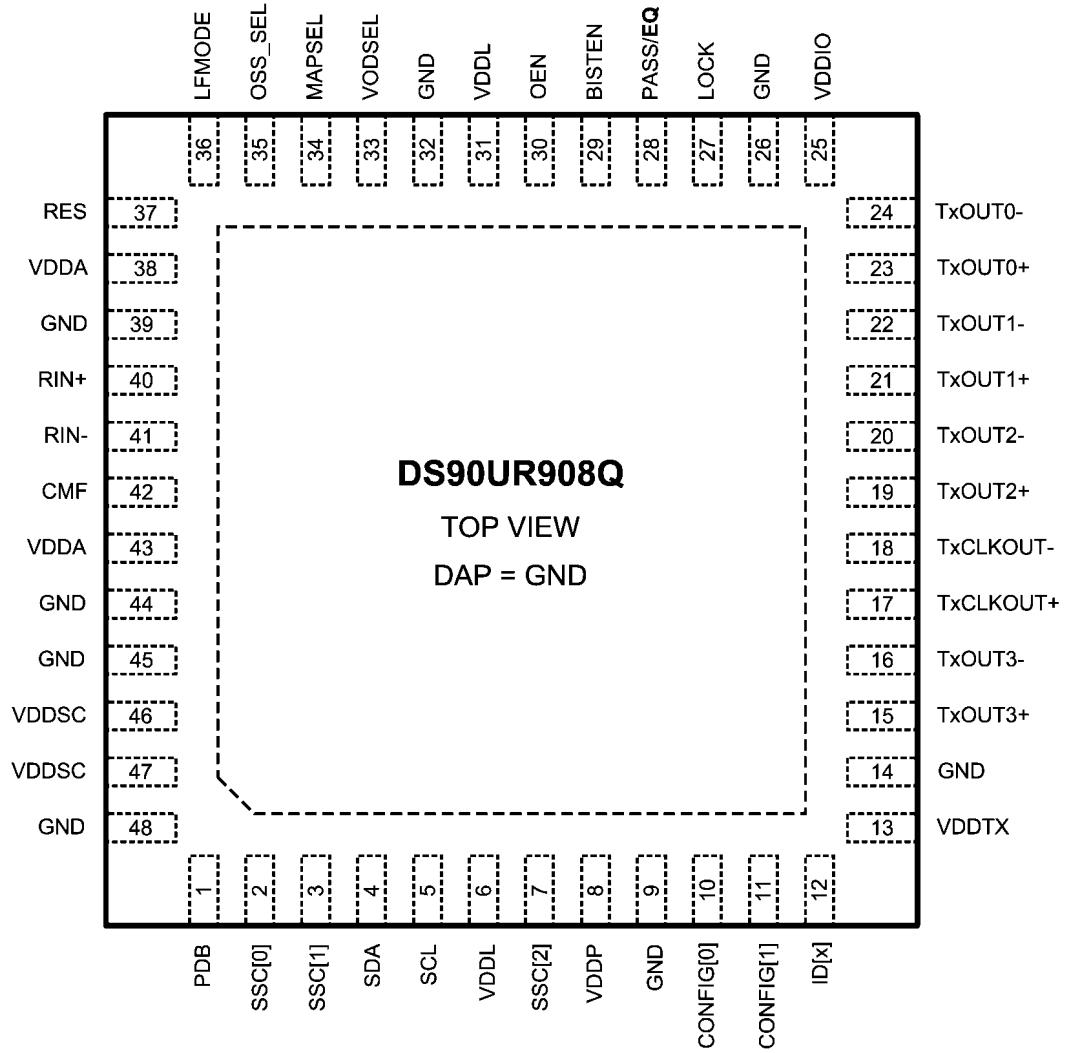 LFMODE
OSS_SEL
MAPSEL
VODSEL
GND
VDDL
OEN
BISTEN
PASS/EQ
LOCK
GND
VDDIO
36
35
34
33
32
31
30
29
28
27
26
25
RES 37
VDDA 38
GND 39
RIN+ 40
RIN- 41
CMF 42
VDDA 43
GND 44
GND 45
VDDSC 46
VDDSC 47
GND 48
DS90UR908Q
TOP VIEW
DAP = GND
24 TxOUT0-
23 TxOUT0+
22 TxOUT1-
21 TxOUT1+
20 TxOUT2-
19 TxOUT2+
18 TxCLKOUT-
17 TxCLKOUT+
16 TxOUT3-
15 TxOUT3+
14 GND
13 VDDTX
1
2
3
4
5
6
7
8
9
10
11
12
PDB
SSC[0]
SSC[1]
SDA
SCL
VDDL
SSC[2]
VDDP
GND
CONFIG[0]
CONFIG[1]
ID[x]